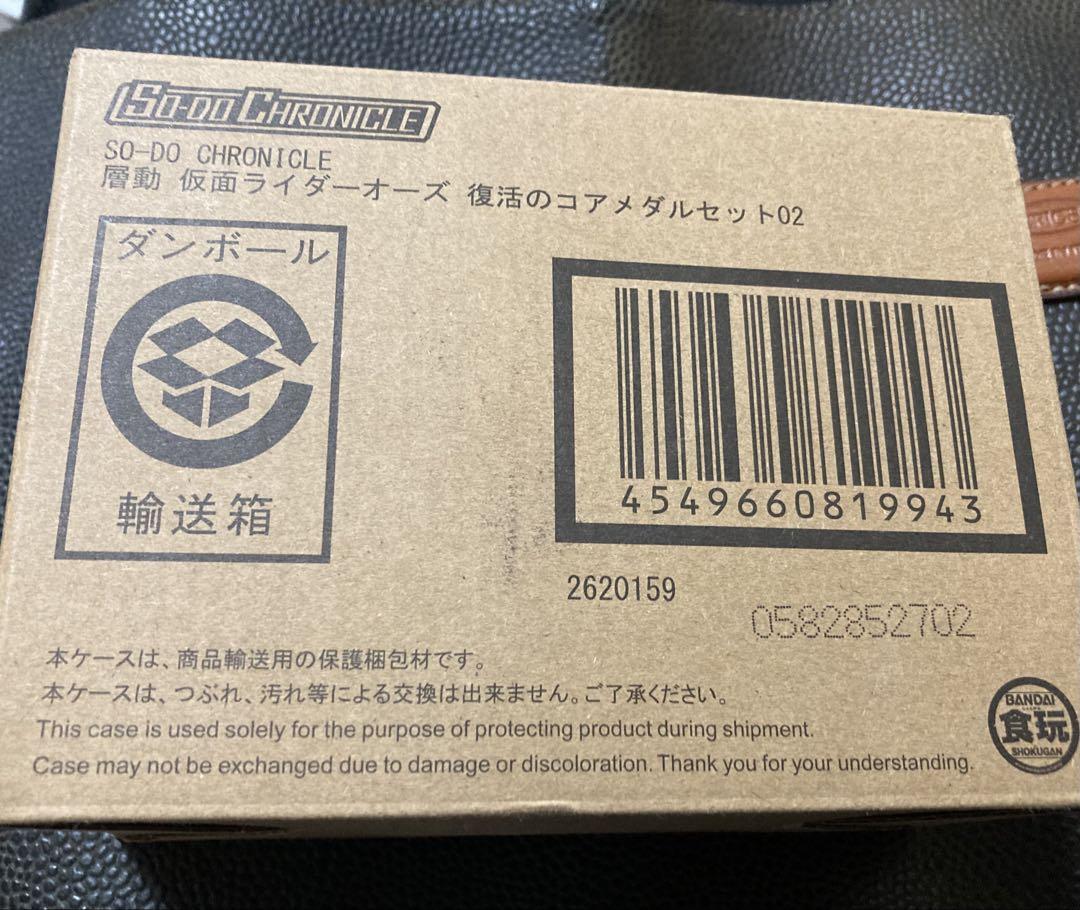 SO-DO CHRONICLE
SO-DO CHRONICLE
層動 仮面ライダーオーズ 復活のコアメダルセット02
ダンボール
輸送箱
4549660819943
2620159
0582852702
本ケースは、商品輸送用の保護梱包材です。
本ケースは、つぶれ、汚れ等による交換は出来ません。ご了承ください。
This case is used solely for the purpose of protecting product during shipment.
Case may not be exchanged due to damage or discoloration. Thank you for your understanding.
BANDAI
食玩
SHOKUGAN